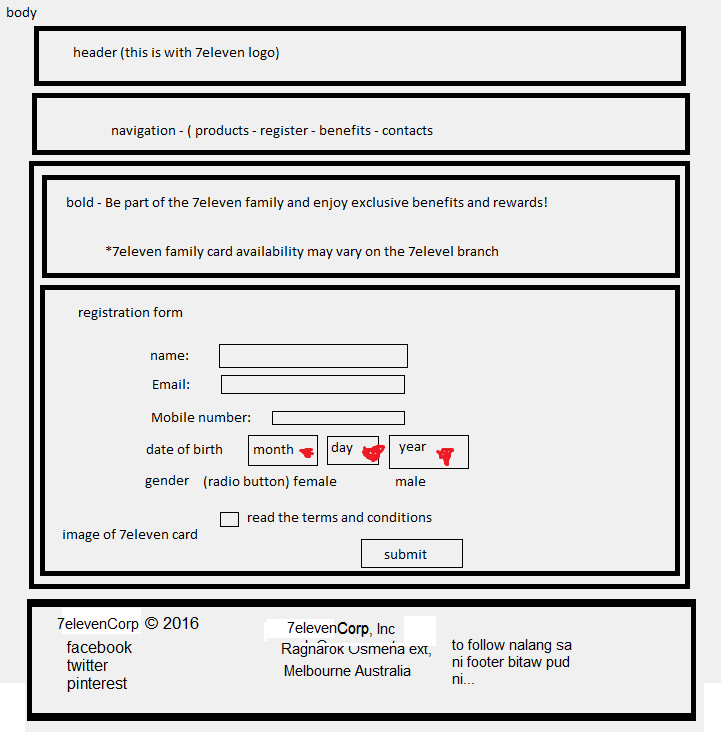 body
header (this is with 7eleven logo)
navigation - ( products - register - benefits - contacts
bold - Be part of the 7eleven family and enjoy exclusive benefits and rewards!
*7eleven family card availability may vary on the 7elevel branch
registration form
name:
Email:
Mobile number:
date of birth month day year
gender (radio button) female male
read the terms and conditions
image of 7eleven card
submit
7elevenCorp © 2016
facebook
twitter
pinterest
7elevenCorp, Inc
Ragnarok Osmena ext,
Melbourne Australia
to follow nalang sa
ni footer bitaw pud
ni...